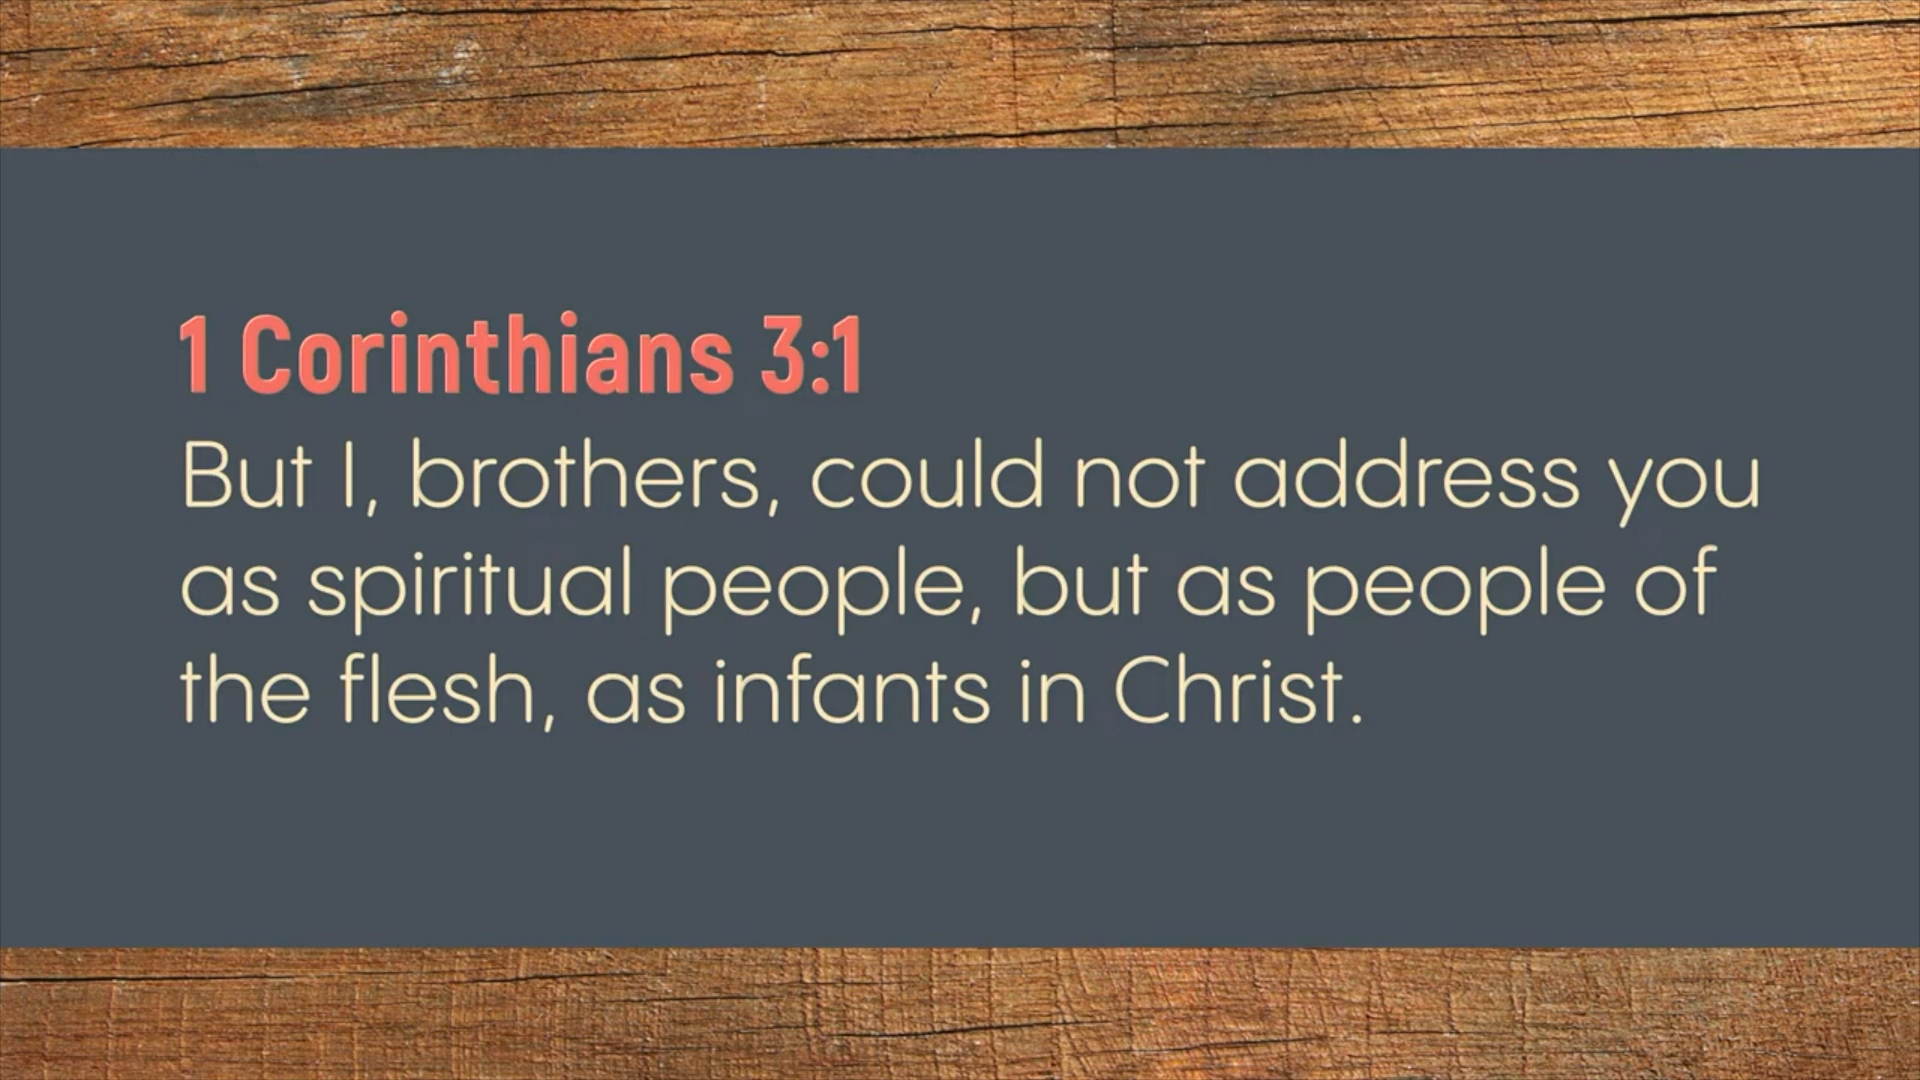 1 Corinthians 3:1
But I, brothers, could not address you
as spiritual people, but as people of
the flesh, as infants in Christ.